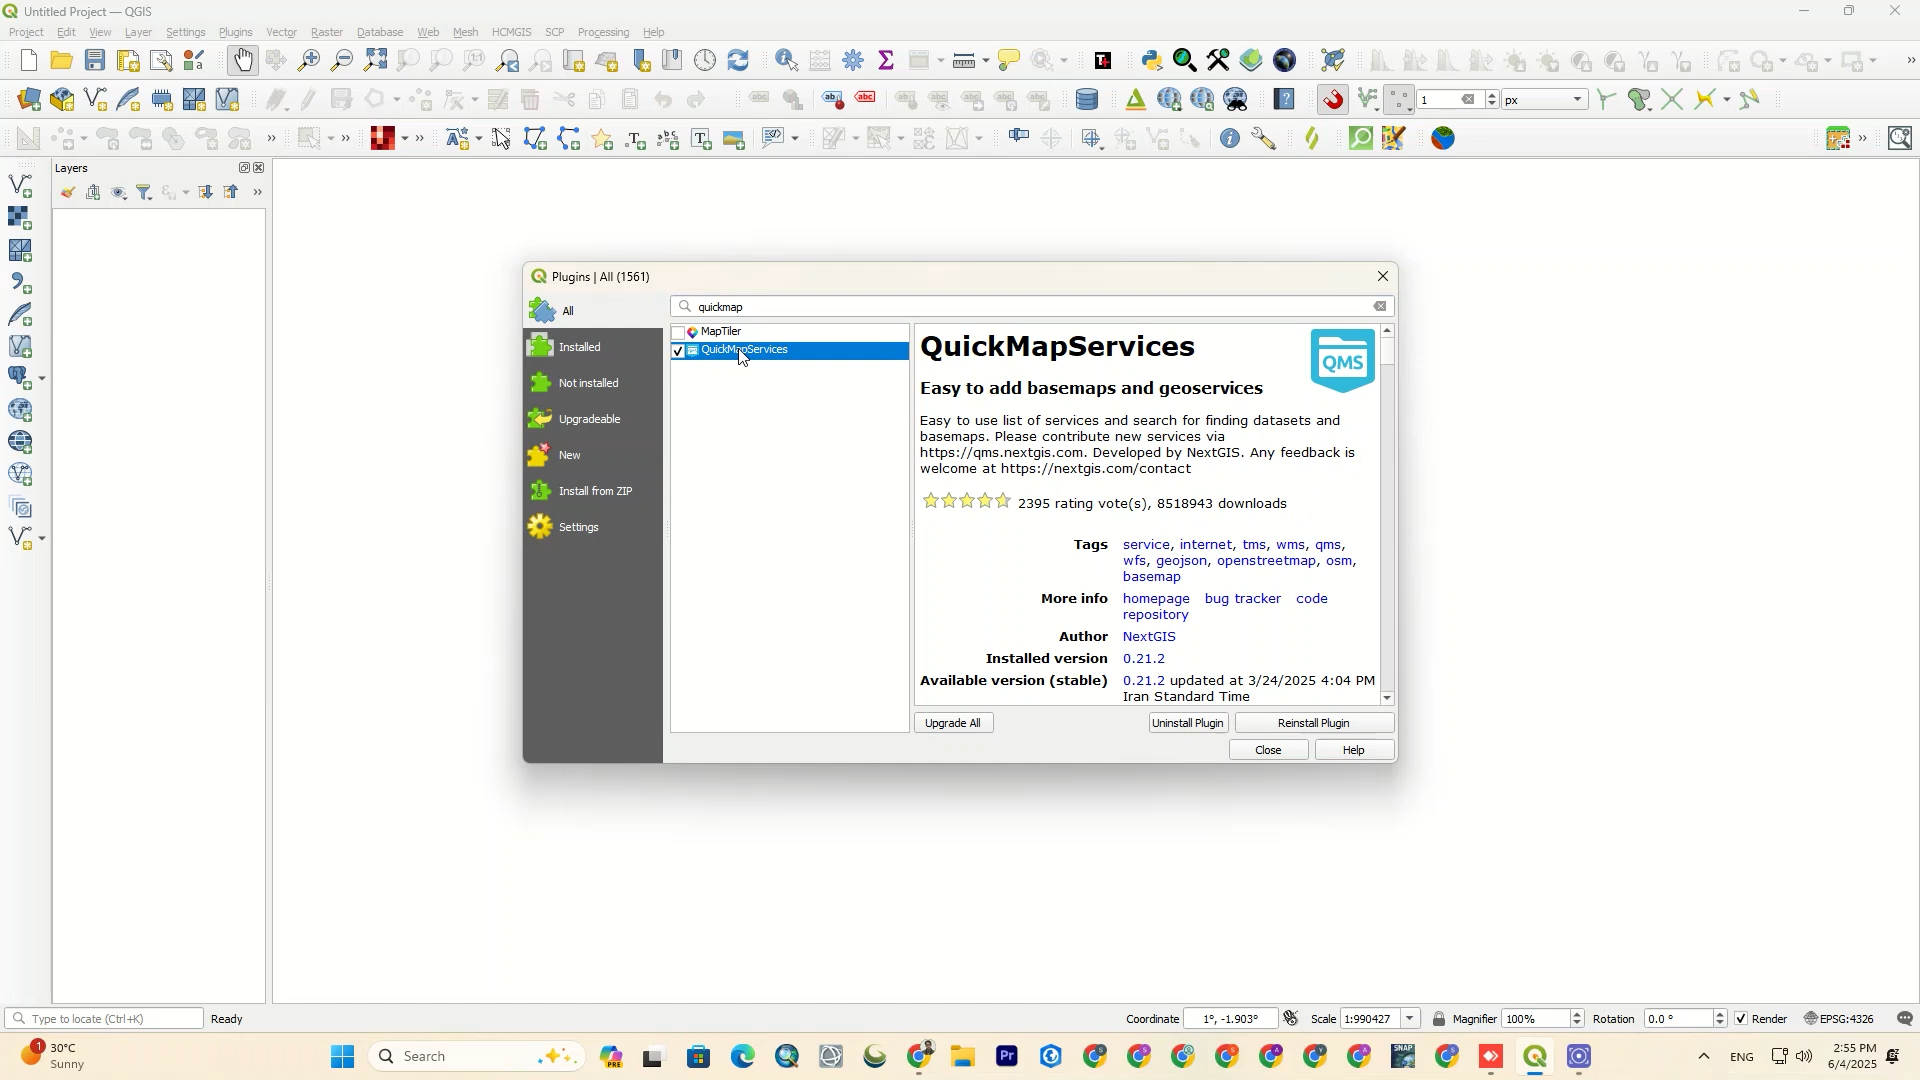 Untitled Project — QGIS
Project Edit View Layer Settings Plugins Vector Raster Database Web Mesh HCMGIS SCP Processing Help
1 px
Layers
Plugins | All (1561)
All
Installed
Not installed
Upgradeable
New
Install from ZIP
Settings
quickmap
MapTiler
QuickMapServices
QuickMapServices
QMS
Easy to add basemaps and geoservices
Easy to use list of services and search for finding datasets and
basemaps. Please contribute new services via
https://qms.nextgis.com. Developed by NextGIS. Any feedback is
welcome at https://nextgis.com/contact
2395 rating vote(s), 8518943 downloads
Tags service, internet, tms, wms, qms,
wfs, geojson, openstreetmap, osm,
basemap
More info homepage bug tracker code
repository
Author NextGIS
Installed version 0.21.2
Available version (stable) 0.21.2 updated at 3/24/2025 4:04 PM
Iran Standard Time
Upgrade All Uninstall Plugin Reinstall Plugin
Close Help
Type to locate (Ctrl+K) Ready Coordinate 1°, -1.903° Scale 1:990427 Magnifier 100% Rotation 0.0 ° Render EPSG:4326
1 30°C
Sunny
Search
PRE
Pr
SNAP
ENG
2:55 PM
6/4/2025